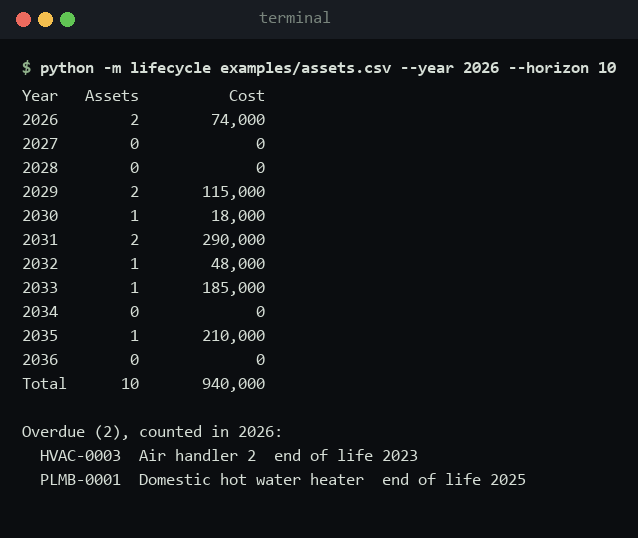 terminal
$ python -m lifecycle examples/assets.csv --year 2026 --horizon 10
Year   Assets          Cost
2026        2        74,000
2027        0             0
2028        0             0
2029        2       115,000
2030        1        18,000
2031        2       290,000
2032        1        48,000
2033        1       185,000
2034        0             0
2035        1       210,000
2036        0             0
Total      10       940,000

Overdue (2), counted in 2026:
  HVAC-0003  Air handler 2  end of life 2023
  PLMB-0001  Domestic hot water heater  end of life 2025